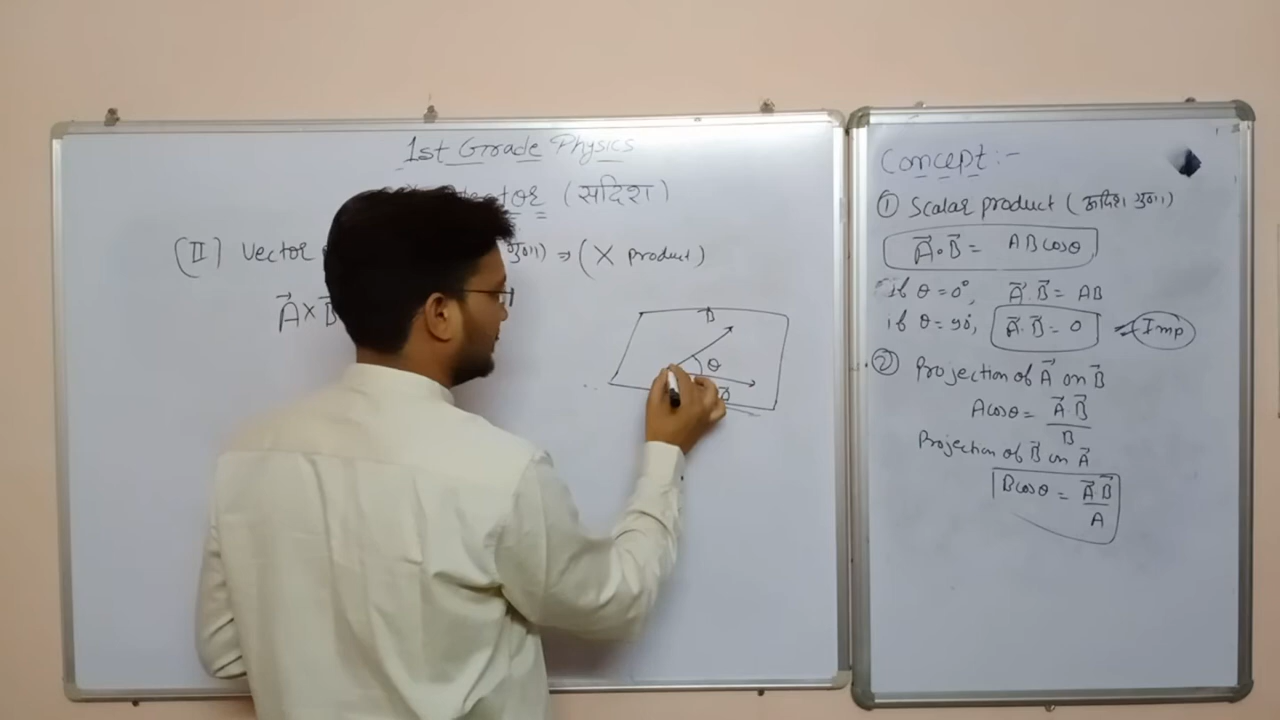 1st Grade Physics
(सदिश)
(II) Vector गुणा) ⇒ (X product)
A⃗ × B⃗
B⃗
θ
Concept:-
① Scalar product (अदिश गुणा)
A⃗∘B⃗ = AB cosθ
if θ = 0°, A⃗.B⃗ = AB
if θ = 90°, A⃗.B⃗ = 0 ⇐ Imp
② Projection of A⃗ on B⃗
A cosθ = A⃗.B⃗ / B
Projection of B⃗ on A⃗
B cosθ = A⃗.B⃗ / A